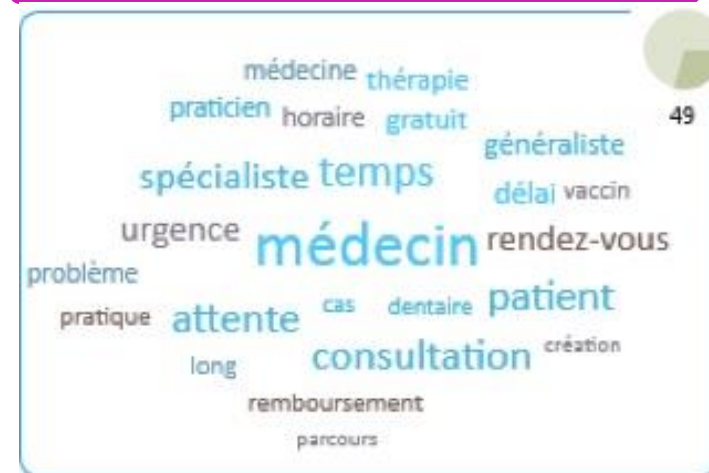 médecine thérapie
praticien horaire gratuit 49
généraliste
spécialiste temps
délai vaccin
urgence médecin rendez-vous
problème
pratique attente cas dentaire patient
long consultation création
remboursement
parcours